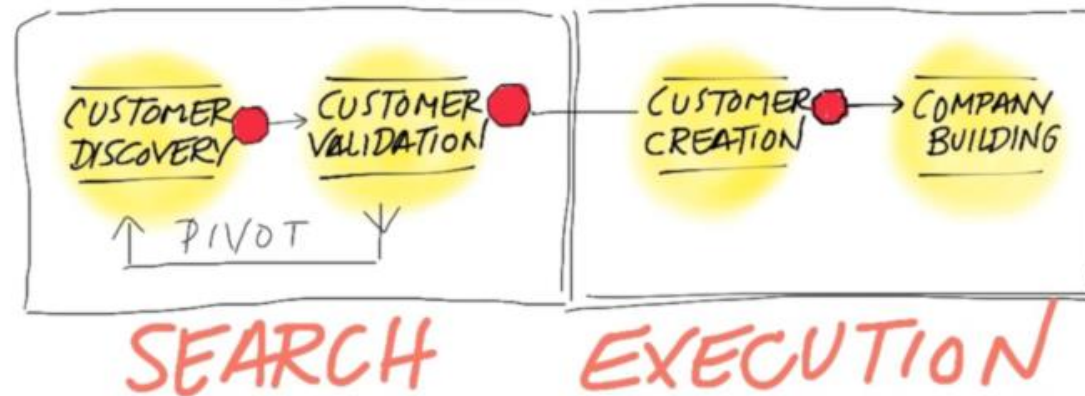 CUSTOMER
DISCOVERY
CUSTOMER
VALIDATION
CUSTOMER
CREATION
COMPANY
BUILDING
PIVOT
SEARCH
EXECUTION